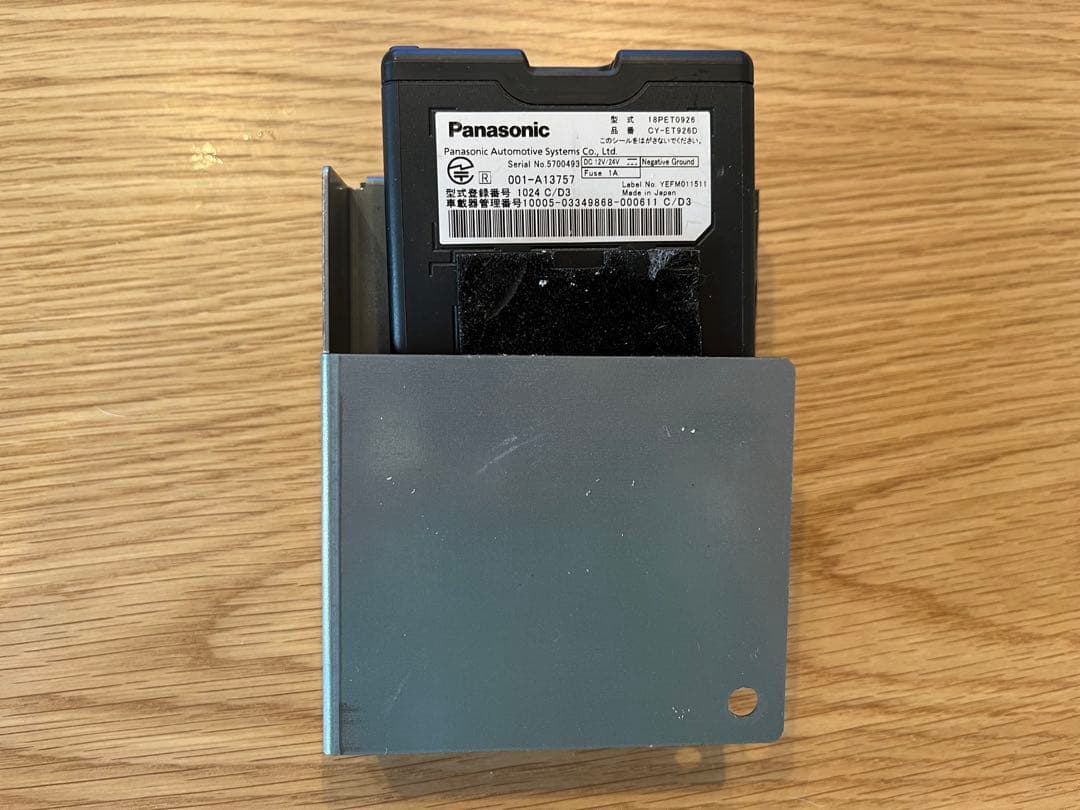 Panasonic
型式 18PET0926
品番 CY-ET926D
このシールをはがさないでください。
Panasonic Automotive Systems Co., Ltd.
Serial No.5700493
DC 12V/24V
Negative Ground
Fuse 1A
R 001-A13757
Label No. YEFM011511
Made in Japan
型式登録番号 1024 C/D3
車載器管理番号10005-03349868-000611 C/D3